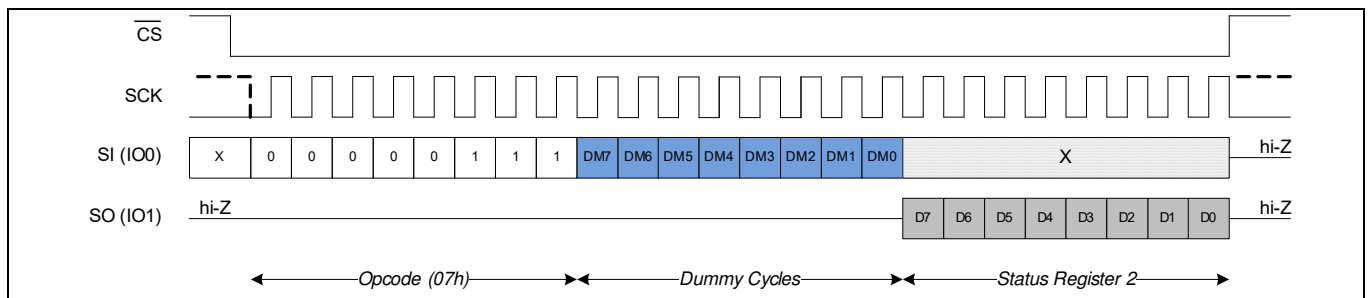 CS
SCK
SI (IO0) X 0 0 0 0 0 1 1 1 DM7 DM6 DM5 DM4 DM3 DM2 DM1 DM0 X hi-Z
SO (IO1) hi-Z D7 D6 D5 D4 D3 D2 D1 D0 hi-Z
Opcode (07h) Dummy Cycles Status Register 2